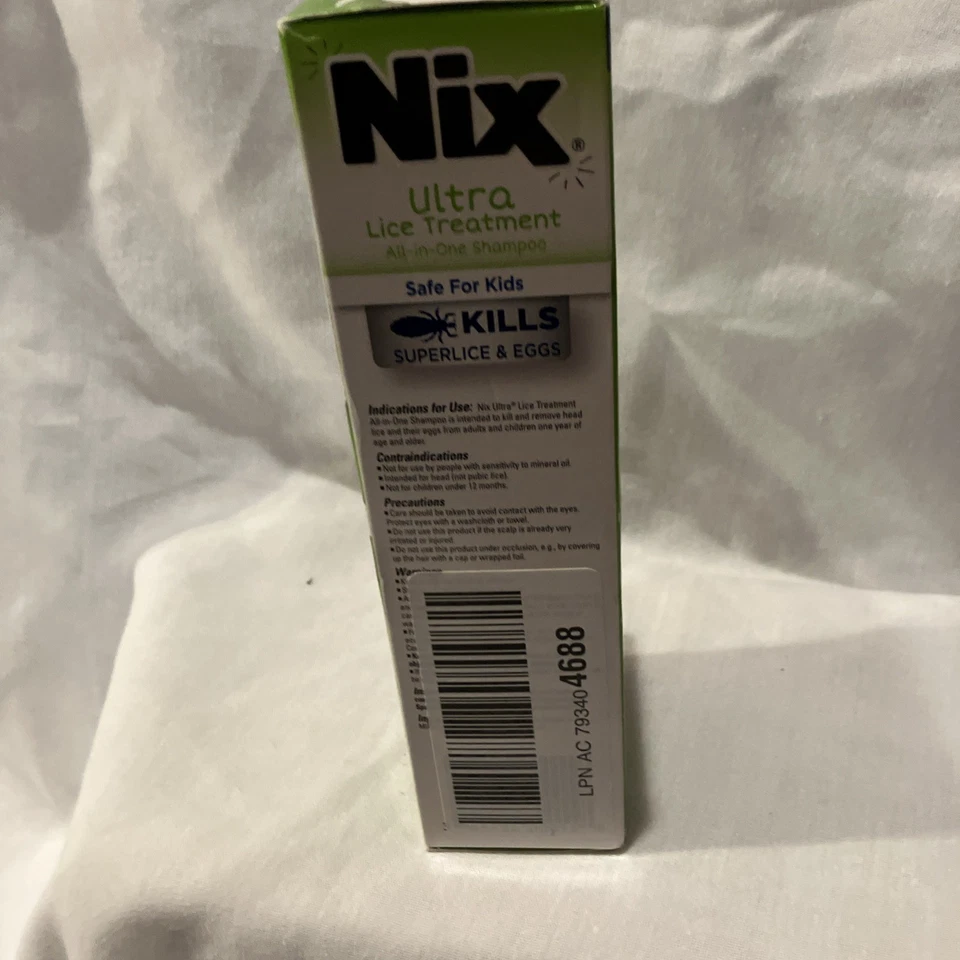 Nix®
Ultra
Lice Treatment
All-in-One Shampoo
Safe For Kids
KILLS
SUPERLICE & EGGS
Indications for Use: Nix Ultra® Lice Treatment
All-in-One Shampoo is intended to kill and remove head
lice and their eggs from adults and children one year of
age and older.
Contraindications
• Not for use by people with sensitivity to mineral oil.
• Intended for head (not pubic lice).
• Not for children under 12 months.
Precautions
• Care should be taken to avoid contact with the eyes.
Protect eyes with a washcloth or towel.
• Do not use this product if the scalp is already very
irritated or injured.
• Do not use this product under occlusion, e.g., by covering
up the hair with a cap or wrapped foil.
LPN AC 793404688